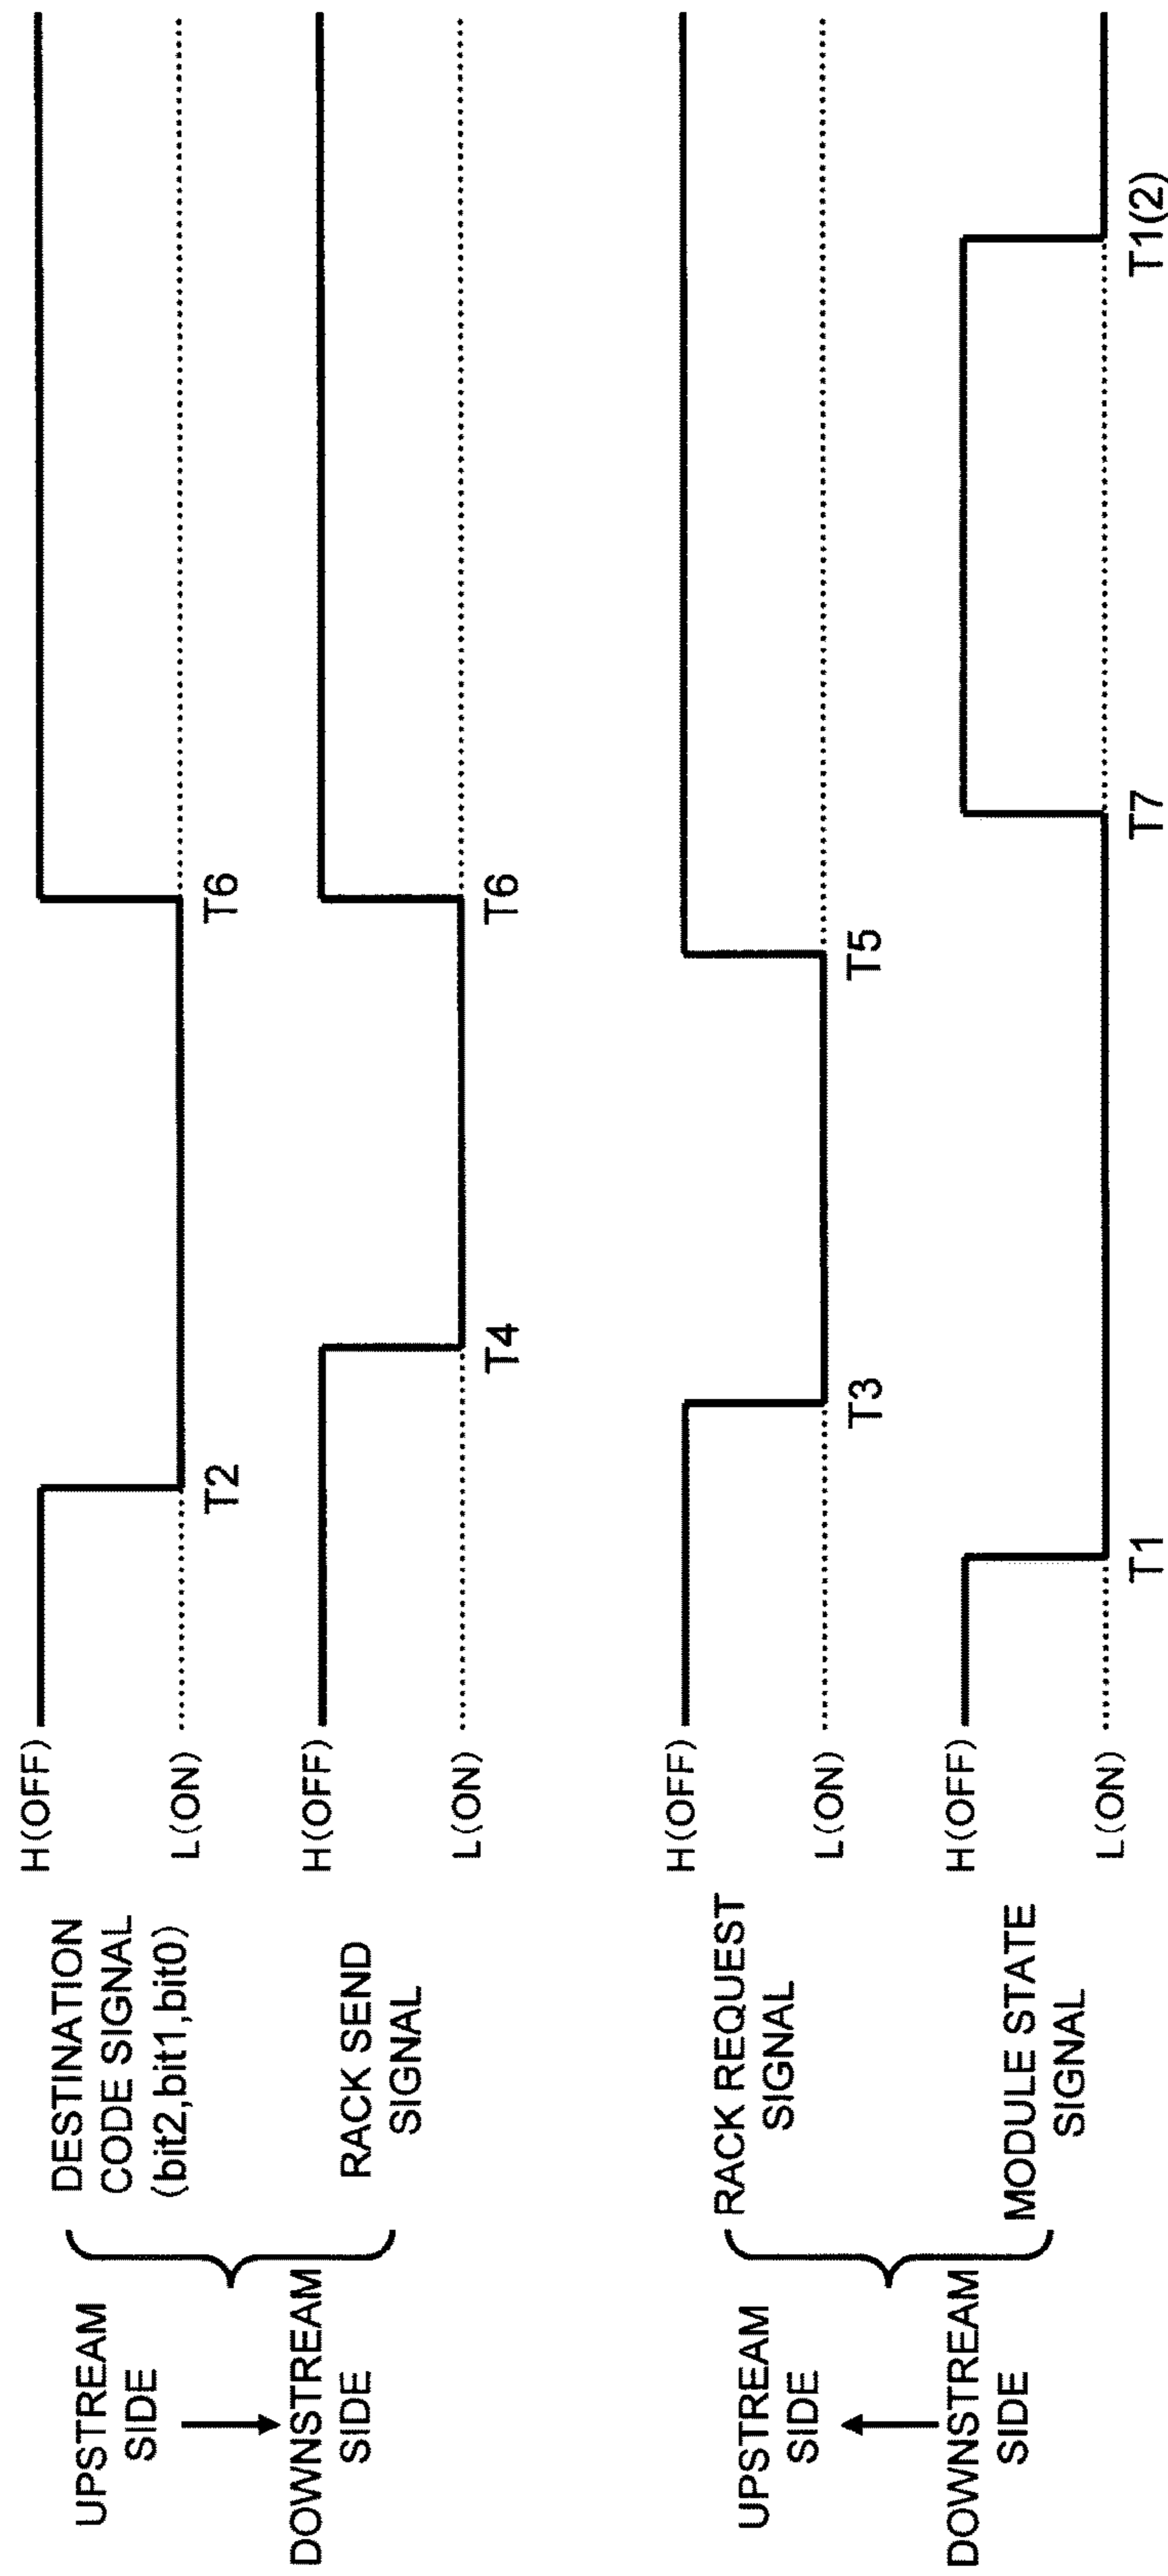 UPSTREAM
SIDE
DOWNSTREAM
SIDE
DESTINATION
CODE SIGNAL
(bit2,bit1,bit0)
H(OFF)
L(ON)
T2
T6
RACK SEND
SIGNAL
H(OFF)
L(ON)
T4
T6
UPSTREAM
SIDE
DOWNSTREAM
SIDE
RACK REQUEST
SIGNAL
H(OFF)
L(ON)
T3
T5
MODULE STATE
SIGNAL
H(OFF)
L(ON)
T1
T7
T1(2)